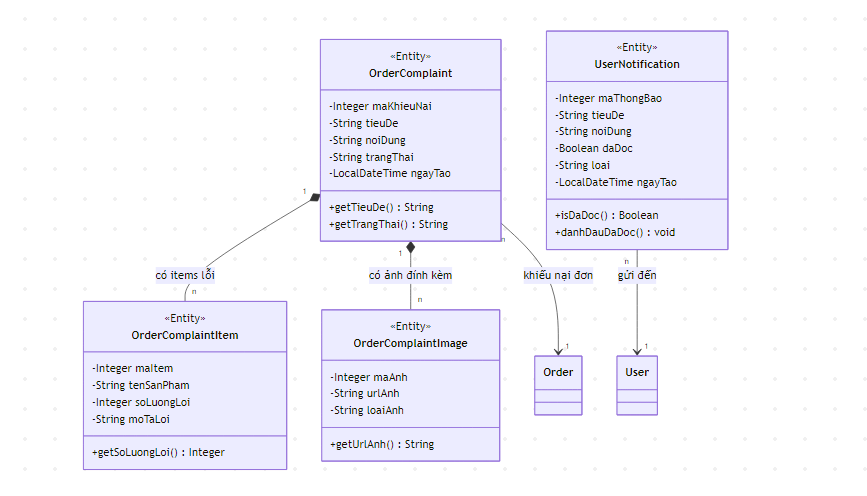 «Entity»
OrderComplaint
-Integer maKhieuNai
-String tieuDe
-String noiDung
-String trangThai
-LocalDateTime ngayTao
+getTieuDe() : String
+getTrangThai() : String
«Entity»
UserNotification
-Integer maThongBao
-String tieuDe
-String noiDung
-Boolean daDoc
-String loai
-LocalDateTime ngayTao
+isDaDoc() : Boolean
+danhDauDaDoc() : void
1
1
n
n
có items lỗi
có ảnh đính kèm
khiếu nại đơn
gửi đến
n
n
1
1
«Entity»
OrderComplaintItem
-Integer maItem
-String tenSanPham
-Integer soLuongLoi
-String moTaLoi
+getSoLuongLoi() : Integer
«Entity»
OrderComplaintImage
-Integer maAnh
-String urlAnh
-String loaiAnh
+getUrlAnh() : String
Order
User